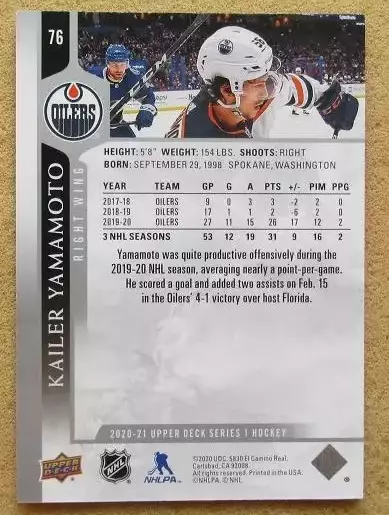 76
OILERS
KAILER YAMAMOTO
RIGHT WING
HEIGHT: 5'8" WEIGHT: 154 LBS. SHOOTS: RIGHT
BORN: SEPTEMBER 29, 1998 SPOKANE, WASHINGTON
YEAR TEAM GP G A PTS +/- PIM PPG
2017-18 OILERS 9 0 3 3 -2 2 0
2018-19 OILERS 17 1 1 2 -6 2 0
2019-20 OILERS 27 11 15 26 17 12 2
3 NHL SEASONS 53 12 19 31 9 16 2
Yamamoto was quite productive offensively during the
2019-20 NHL season, averaging nearly a point-per-game.
He scored a goal and added two assists on Feb. 15
in the Oilers' 4-1 victory over host Florida.
2020-21 UPPER DECK SERIES 1 HOCKEY
UPPER DECK
NHL
NHLPA
©2020 UDC. 5830 El Camino Real,
Carlsbad, CA 92008.
All rights reserved. Printed in the USA.
©NHLPA. © NHL.